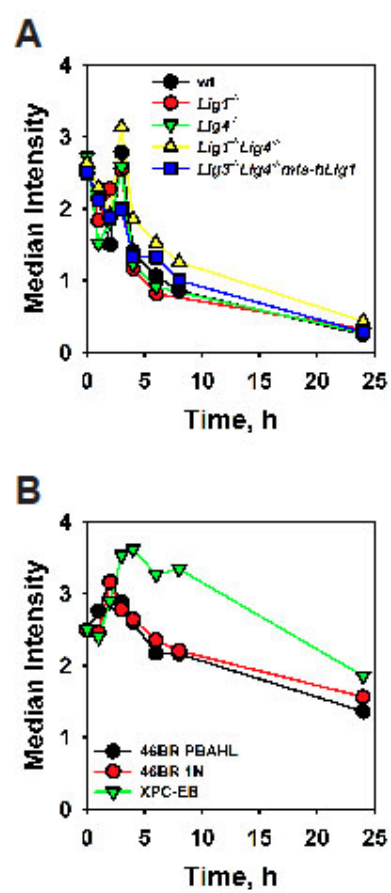 A
4
3
2
1
0
Median Intensity
wt
Lig1-/-
Lig4-/-
Lig1-/-Lig4-/-
Lig3-/-Lig4-/-mts-hLig1
0 5 10 15 20 25
Time, h
B
4
3
2
1
0
Median Intensity
46BR PBAHL
46BR 1N
XPC-EB
0 5 10 15 20 25
Time, h